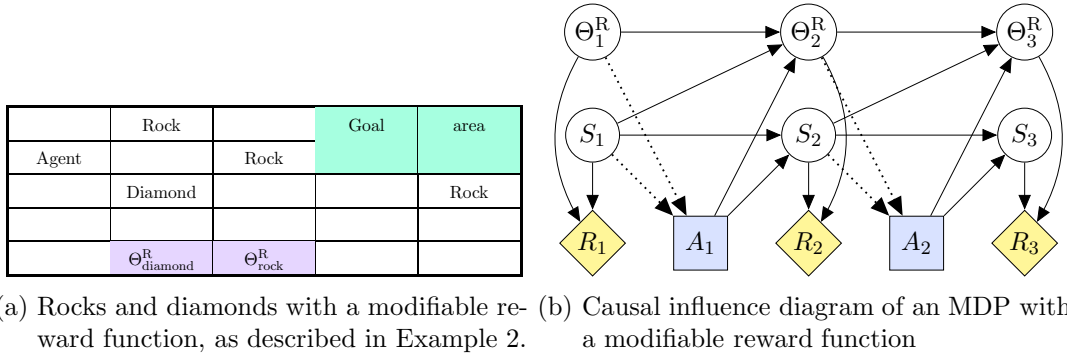 Rock Goal area
Agent Rock
Diamond Rock
Θ^R_diamond Θ^R_rock
Θ^R_1 Θ^R_2 Θ^R_3
S_1 S_2 S_3
R_1 A_1 R_2 A_2 R_3
a) Rocks and diamonds with a modifiable re-
ward function, as described in Example 2.
(b) Causal influence diagram of an MDP with
a modifiable reward function